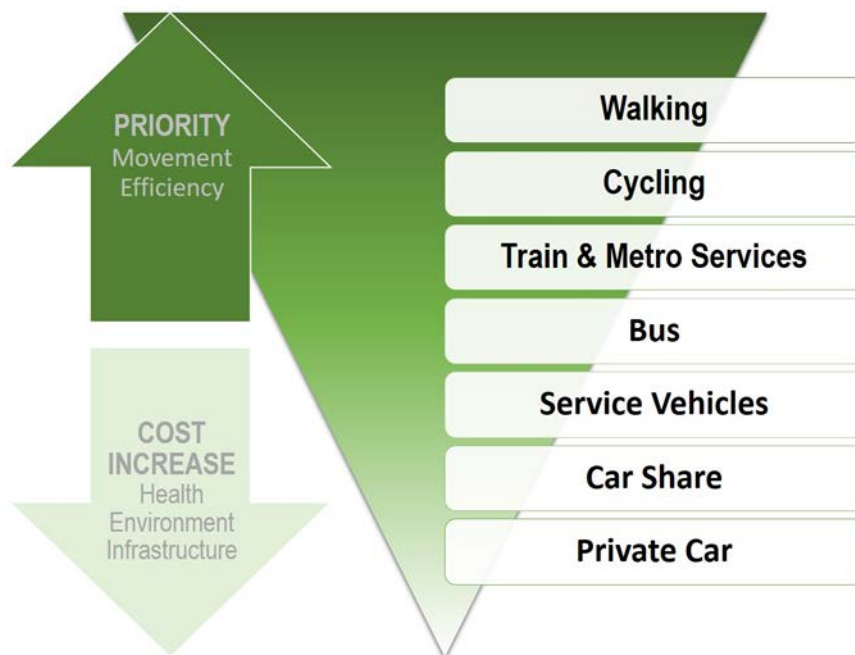 PRIORITY
Movement
Efficiency
COST
INCREASE
Health
Environment
Infrastructure
Walking
Cycling
Train & Metro Services
Bus
Service Vehicles
Car Share
Private Car